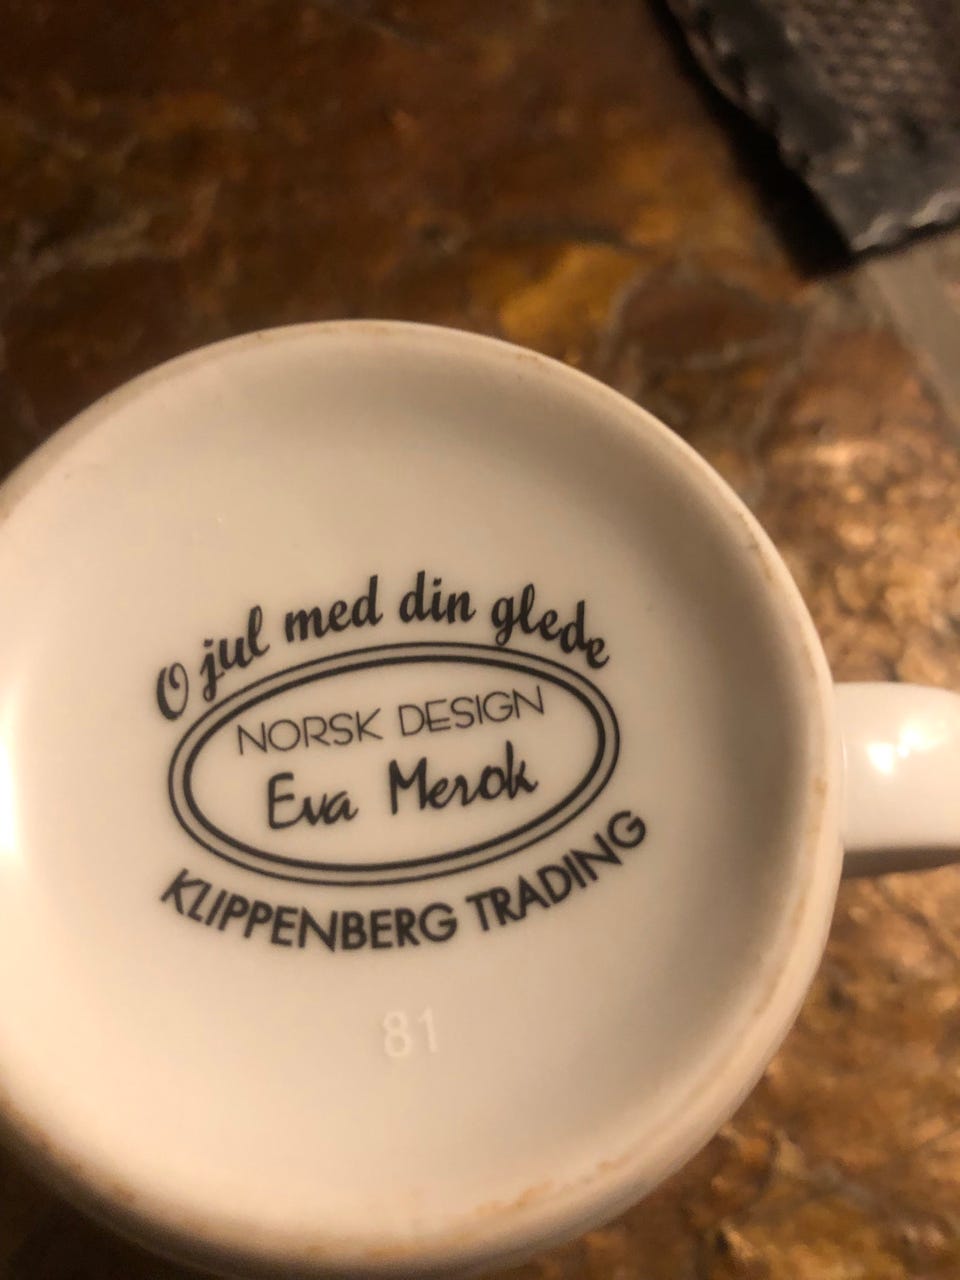 O jul med din glede
NORSK DESIGN
Eva Merok
KLIPPENBERG TRADING
81